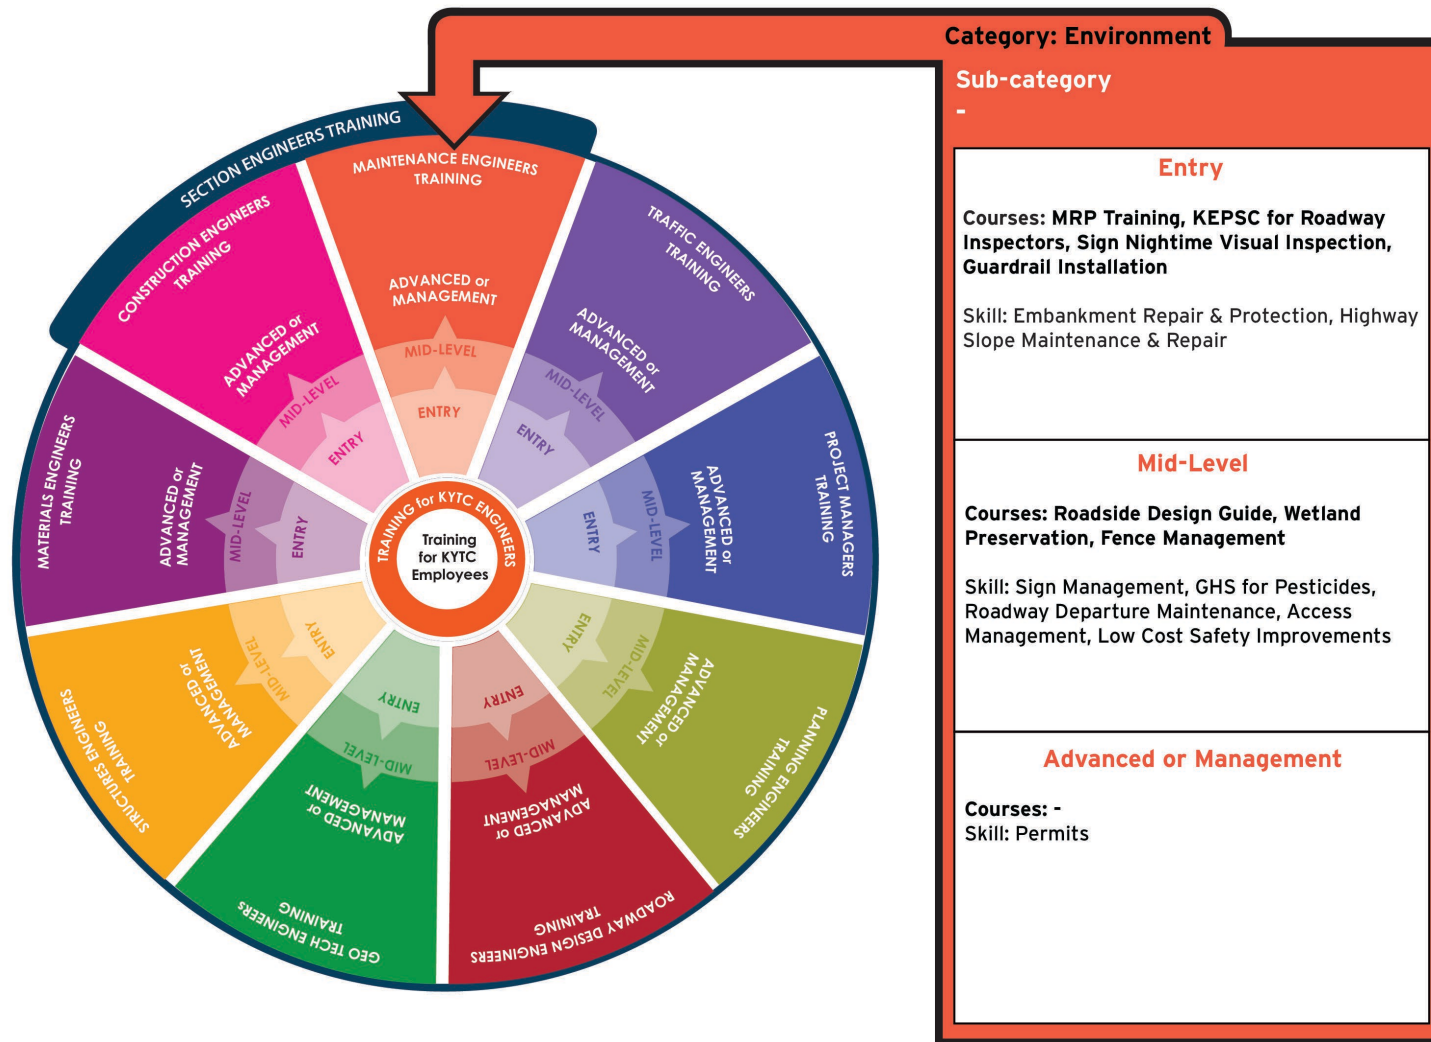 Category: Environment
Sub-category
-
Entry
Courses: MRP Training, KEPSC for Roadway
Inspectors, Sign Nightime Visual Inspection,
Guardrail Installation
Skill: Embankment Repair & Protection, Highway
Slope Maintenance & Repair
Mid-Level
Courses: Roadside Design Guide, Wetland
Preservation, Fence Management
Skill: Sign Management, GHS for Pesticides,
Roadway Departure Maintenance, Access
Management, Low Cost Safety Improvements
Advanced or Management
Courses: -
Skill: Permits
SECTION ENGINEERS TRAINING
MAINTENANCE ENGINEERS
TRAINING
ADVANCED or
MANAGEMENT
MID-LEVEL
ENTRY
TRAFFIC ENGINEERS
TRAINING
ADVANCED or
MANAGEMENT
MID-LEVEL
ENTRY
PROJECT MANAGERS
TRAINING
ADVANCED or
MANAGEMENT
MID-LEVEL
ENTRY
PLANNING ENGINEERS
TRAINING
ADVANCED or
MANAGEMENT
MID-LEVEL
ENTRY
ROADWAY DESIGN ENGINEERS
TRAINING
ADVANCED or
MANAGEMENT
MID-LEVEL
ENTRY
GEO TECH ENGINEERs
TRAINING
ADVANCED or
MANAGEMENT
MID-LEVEL
ENTRY
STRUCTURES ENGINEERS
TRAINING
ADVANCED or
MANAGEMENT
MID-LEVEL
ENTRY
MATERIALS ENGINEERS
TRAINING
ADVANCED or
MANAGEMENT
MID-LEVEL
ENTRY
CONSTRUCTION ENGINEERS
TRAINING
ADVANCED or
MANAGEMENT
MID-LEVEL
ENTRY
TRAINING for KYTC ENGINEERS
Training
for KYTC
Employees